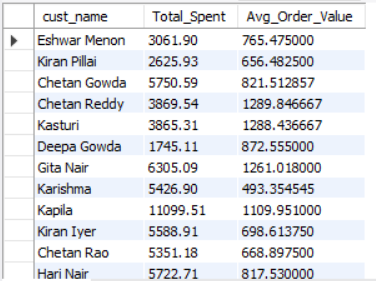 cust_name Total_Spent Avg_Order_Value
Eshwar Menon 3061.90 765.475000
Kiran Pillai 2625.93 656.482500
Chetan Gowda 5750.59 821.512857
Chetan Reddy 3869.54 1289.846667
Kasturi 3865.31 1288.436667
Deepa Gowda 1745.11 872.555000
Gita Nair 6305.09 1261.018000
Karishma 5426.90 493.354545
Kapila 11099.51 1109.951000
Kiran Iyer 5588.91 698.613750
Chetan Rao 5351.18 668.897500
Hari Nair 5722.71 817.530000